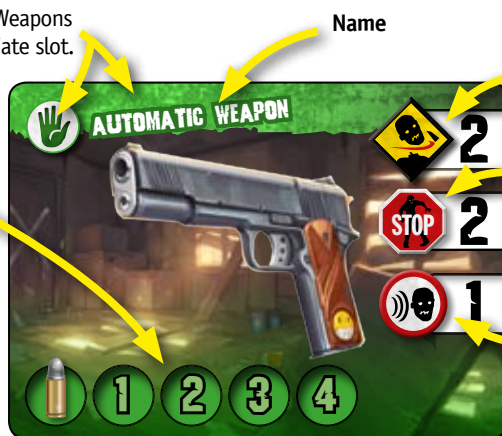 Weapons
ate slot.
Name
AUTOMATIC WEAPON
2
STOP 2
1
1 2 3 4